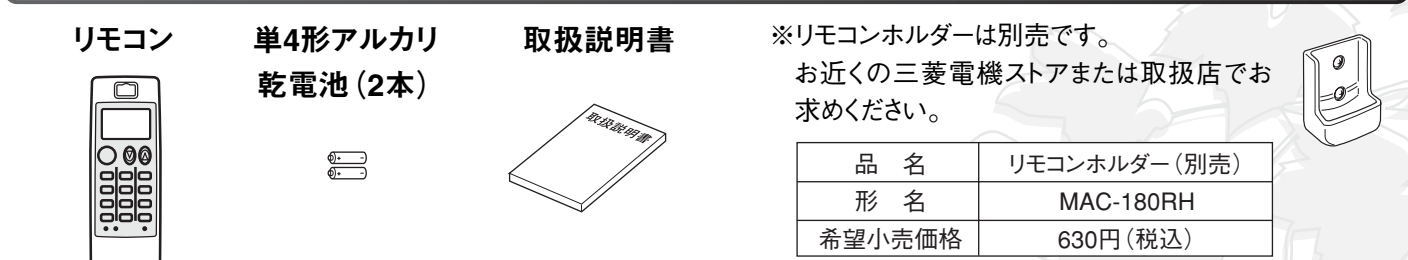 リモコン
単4形アルカリ
乾電池（2本）
取扱説明書
取扱説明書
※リモコンホルダーは別売です。
お近くの三菱電機ストアまたは取扱店でお
求めください。
品　名　リモコンホルダー（別売）
形　名　MAC-180RH
希望小売価格　630円（税込）